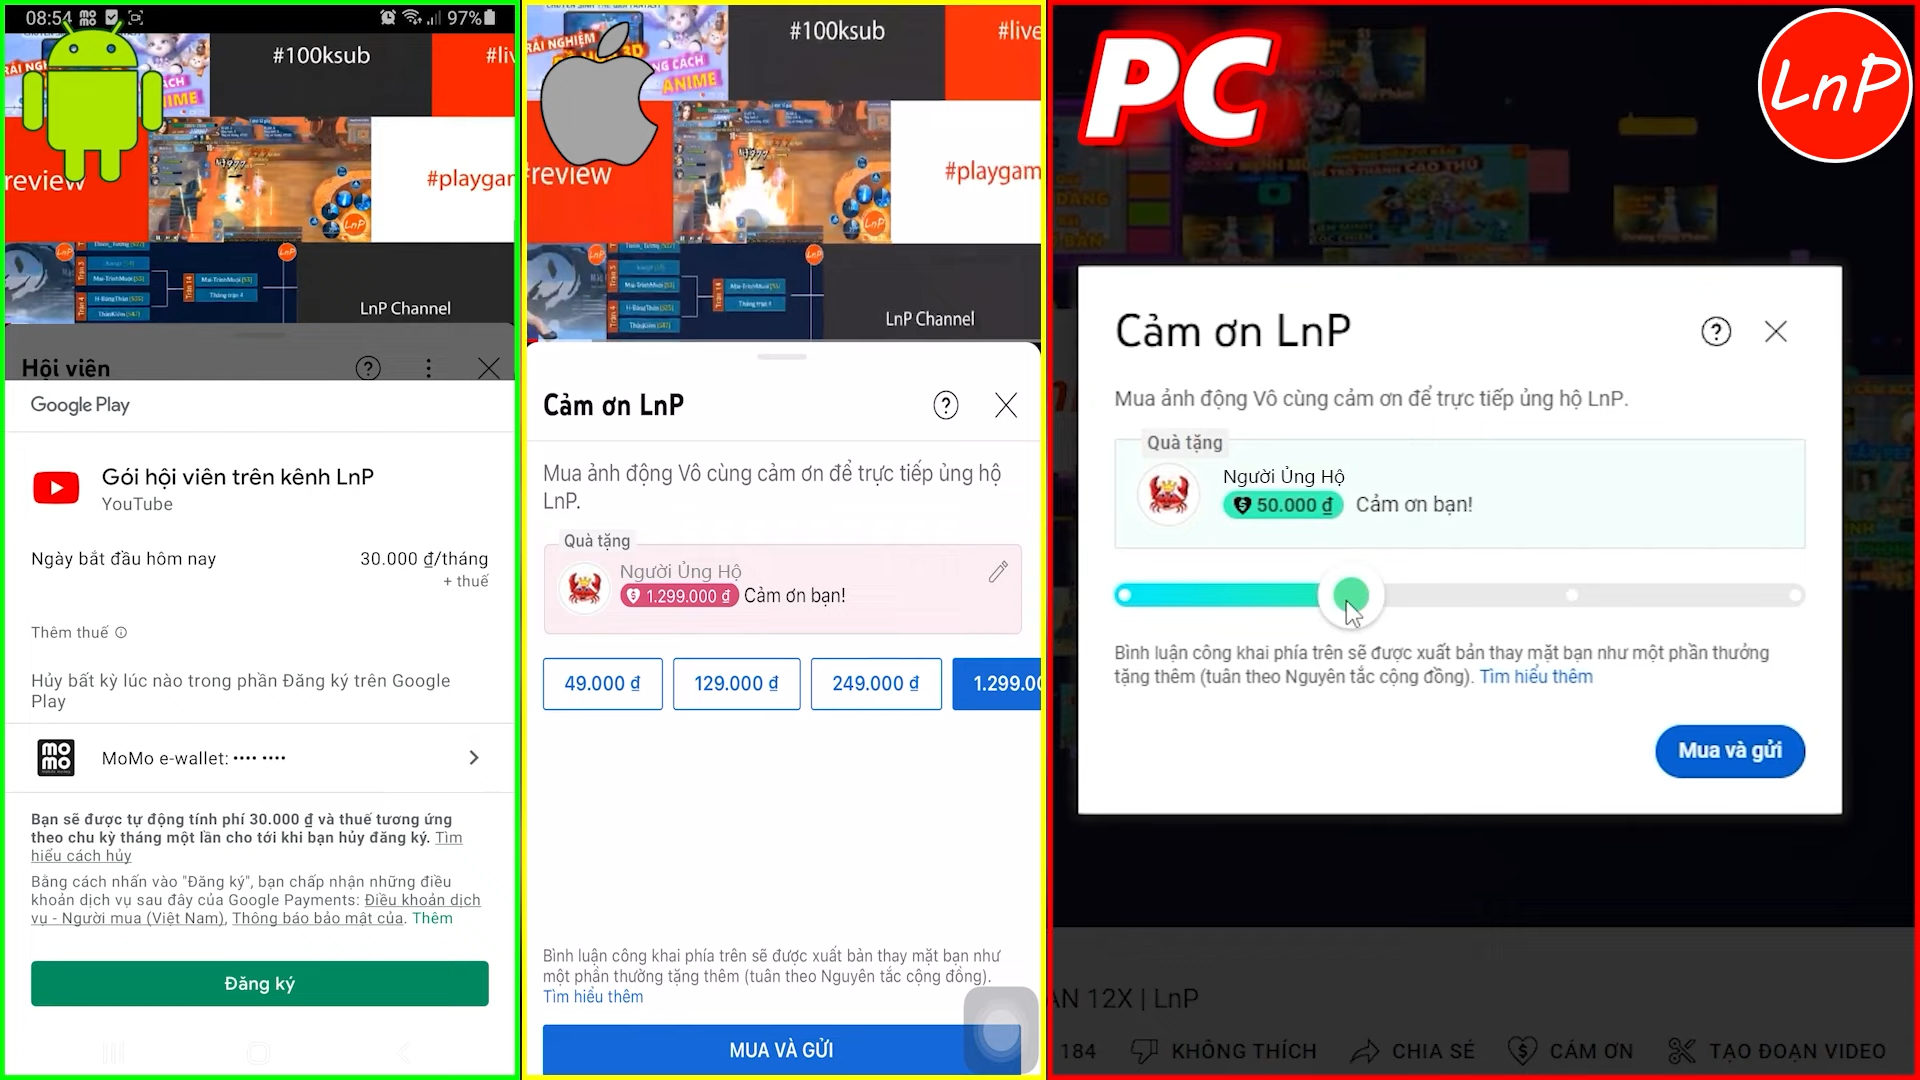 08:54
97%
#100ksub
#li
review
#playgar
LnP
LnP Channel
Hội viên
Google Play
Gói hội viên trên kênh LnP
YouTube
Ngày bắt đầu hôm nay
30.000 ₫/tháng
+ thuế
Thêm thuế
Hủy bất kỳ lúc nào trong phần Đăng ký trên Google
Play
MoMo e-wallet: •••• ••••
Bạn sẽ được tự động tính phí 30.000 ₫ và thuế tương ứng
theo chu kỳ tháng một lần cho tới khi bạn hủy đăng ký. Tìm
hiểu cách hủy
Bằng cách nhấn vào "Đăng ký", bạn chấp nhận những điều
khoản dịch vụ sau đây của Google Payments: Điều khoản dịch
vụ - Người mua (Việt Nam), Thông báo bảo mật của. Thêm
Đăng ký
ANIME
#100ksub
#live
review
#playgam
LnP Channel
Cảm ơn LnP
Mua ảnh động Vô cùng cảm ơn để trực tiếp ủng hộ
LnP.
Quà tặng
Người Ủng Hộ
1.299.000 ₫ Cảm ơn bạn!
49.000 ₫
129.000 ₫
249.000 ₫
1.299.00
Bình luận công khai phía trên sẽ được xuất bản thay mặt bạn như
một phần thưởng tặng thêm (tuân theo Nguyên tắc cộng đồng).
Tìm hiểu thêm
MUA VÀ GỬI
PC
LnP
Cảm ơn LnP
Mua ảnh động Vô cùng cảm ơn để trực tiếp ủng hộ LnP.
Quà tặng
Người Ủng Hộ
50.000 ₫ Cảm ơn bạn!
Bình luận công khai phía trên sẽ được xuất bản thay mặt bạn như một phần thưởng
tặng thêm (tuân theo Nguyên tắc cộng đồng). Tìm hiểu thêm
Mua và gửi
ÀN 12X | LnP
184
KHÔNG THÍCH
CHIA SẺ
CẢM ƠN
TẠO ĐOẠN VIDEO